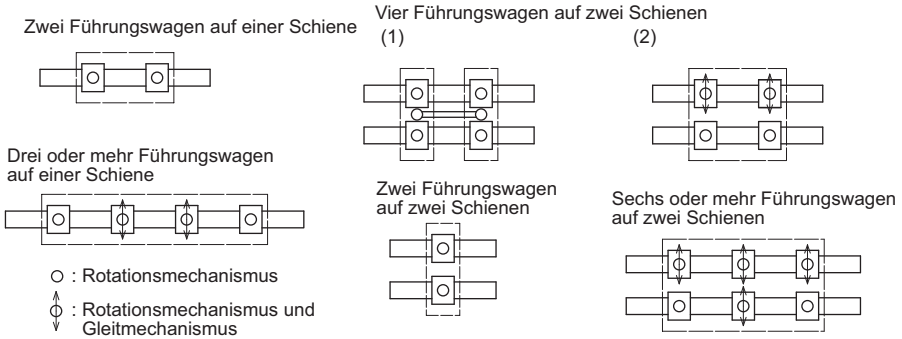 Zwei Führungswagen auf einer Schiene
Vier Führungswagen auf zwei Schienen
(1)
(2)
Drei oder mehr Führungswagen
auf einer Schiene
Zwei Führungswagen
auf zwei Schienen
Sechs oder mehr Führungswagen
auf zwei Schienen
: Rotationsmechanismus
: Rotationsmechanismus und
Gleitmechanismus